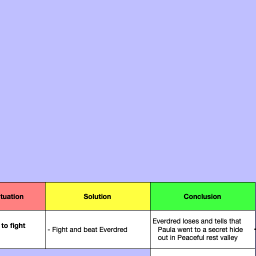 tuation
Solution
Conclusion
to fight
- Fight and beat Everdred
Everdred loses and tells that
Paula went to a secret hide
out in Peaceful rest valley